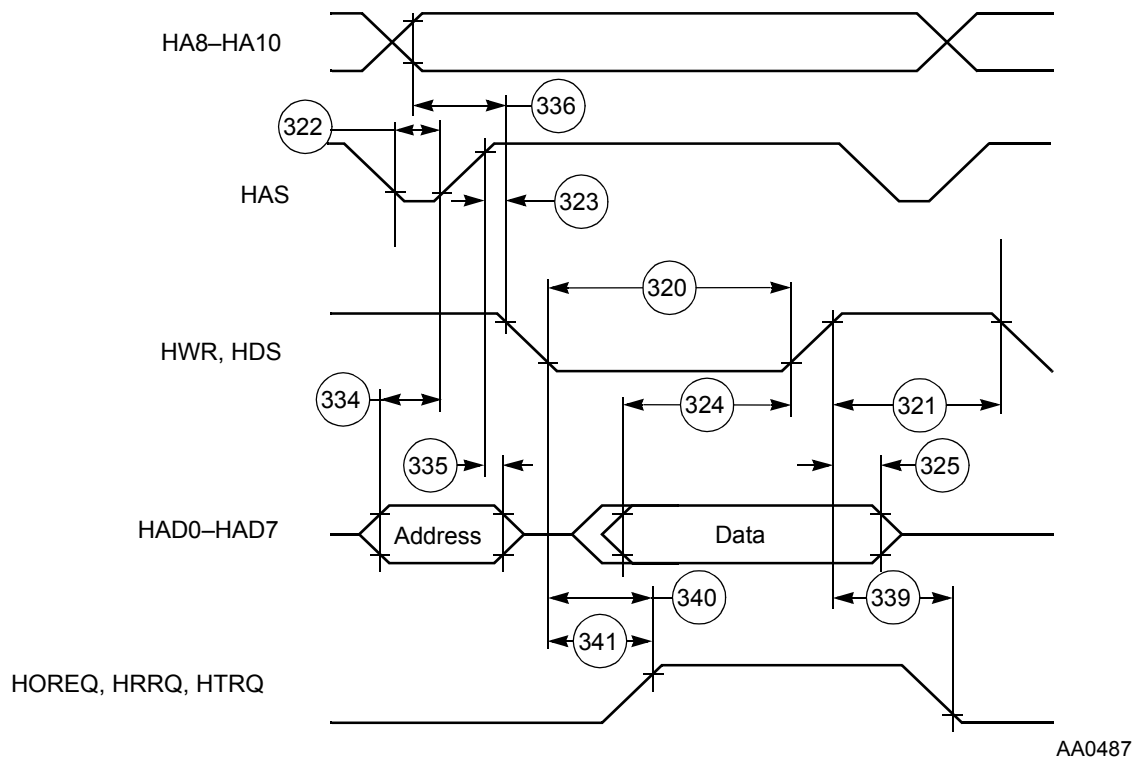 HA8–HA10
336
322
HAS
323
320
HWR, HDS
334
324
321
335
325
HAD0–HAD7
Address
Data
340
339
341
HOREQ, HRRQ, HTRQ
AA0487